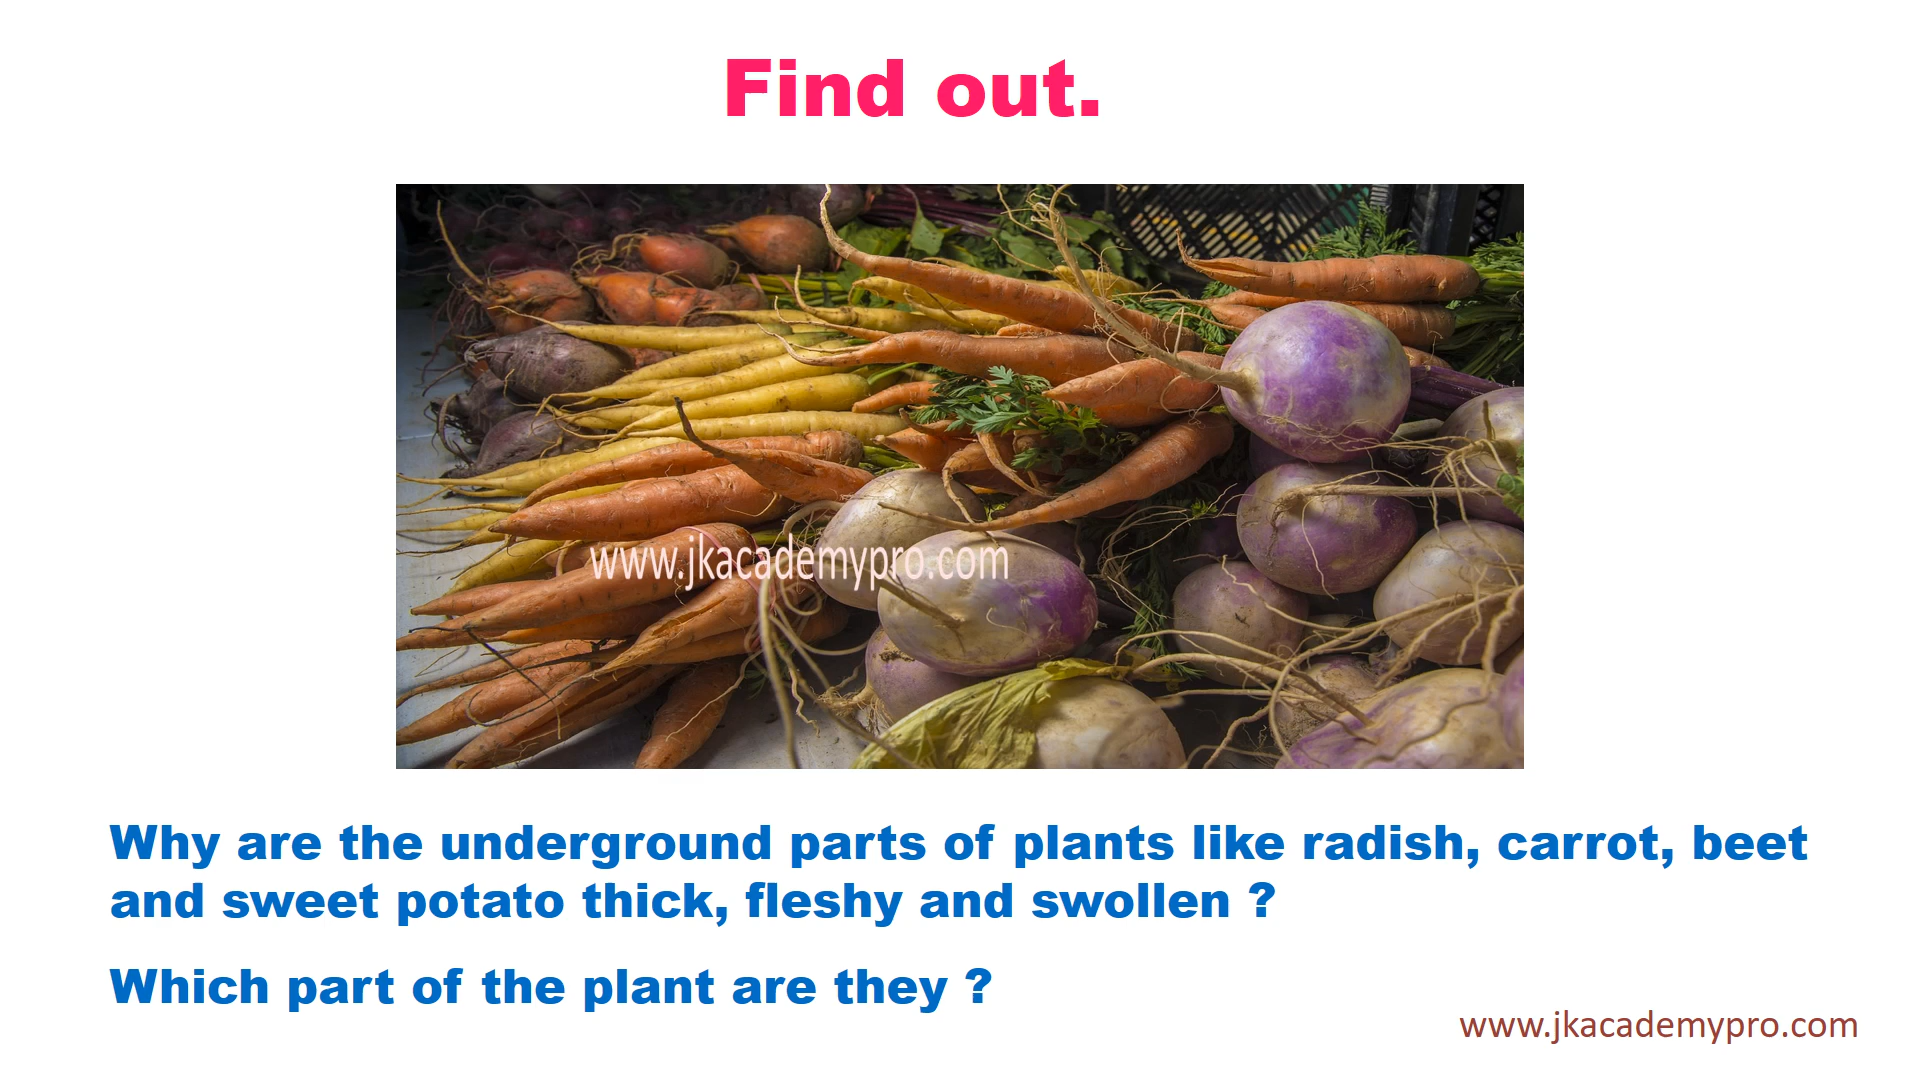 Find out.
www.jkacademypro.com
Why are the underground parts of plants like radish, carrot, beet
and sweet potato thick, fleshy and swollen ?
Which part of the plant are they ?
www.jkacademypro.com